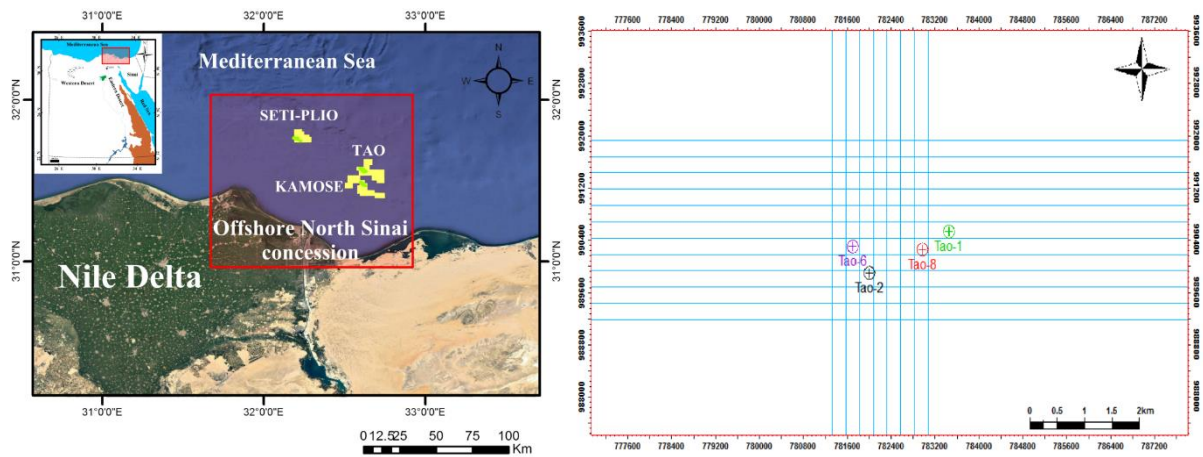 31°0'0"E 32°0'0"E 33°0'0"E
Mediterranean Sea
Sinai
Western Desert
Eastern Desert
Red Sea
Mediterranean Sea
N
W E
S
32°0'0"N
32°0'0"N
SETI-PLIO
TAO
KAMOSE
Offshore North Sinai
concession
31°0'0"N
31°0'0"N
Nile Delta
31°0'0"E 32°0'0"E 33°0'0"E
0 12.5 25 50 75 100
Km
777600 778400 779200 780000 780800 781600 782400 783200 784000 784800 785600 786400 787200
993600 993600
992800 992800
992000 992000
991200 991200
990400 990400
Tao-1
Tao-6
Tao-8
Tao-2
989600 989600
988800 988800
988000 988000
0 0.5 1 2km
777600 778400 779200 780000 780800 781600 782400 783200 784000 784800 785600 786400 787200